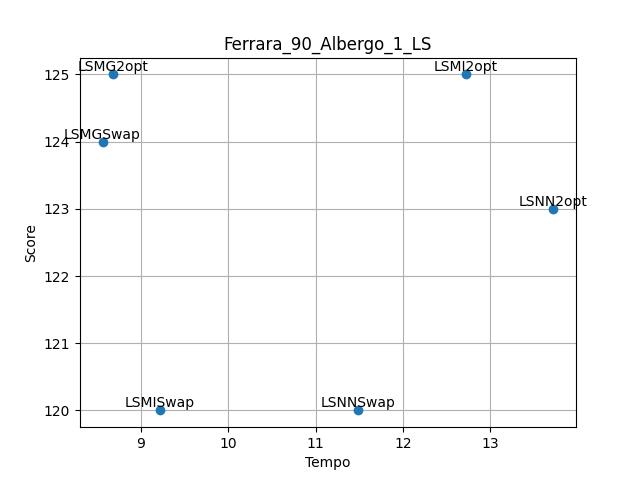 Ferrara_90_Albergo_1_LS
LSMG2opt
LSMI2opt
LSMGSwap
LSNN2opt
LSMISwap
LSNNSwap
125
124
123
122
121
120
Score
9 10 11 12 13
Tempo